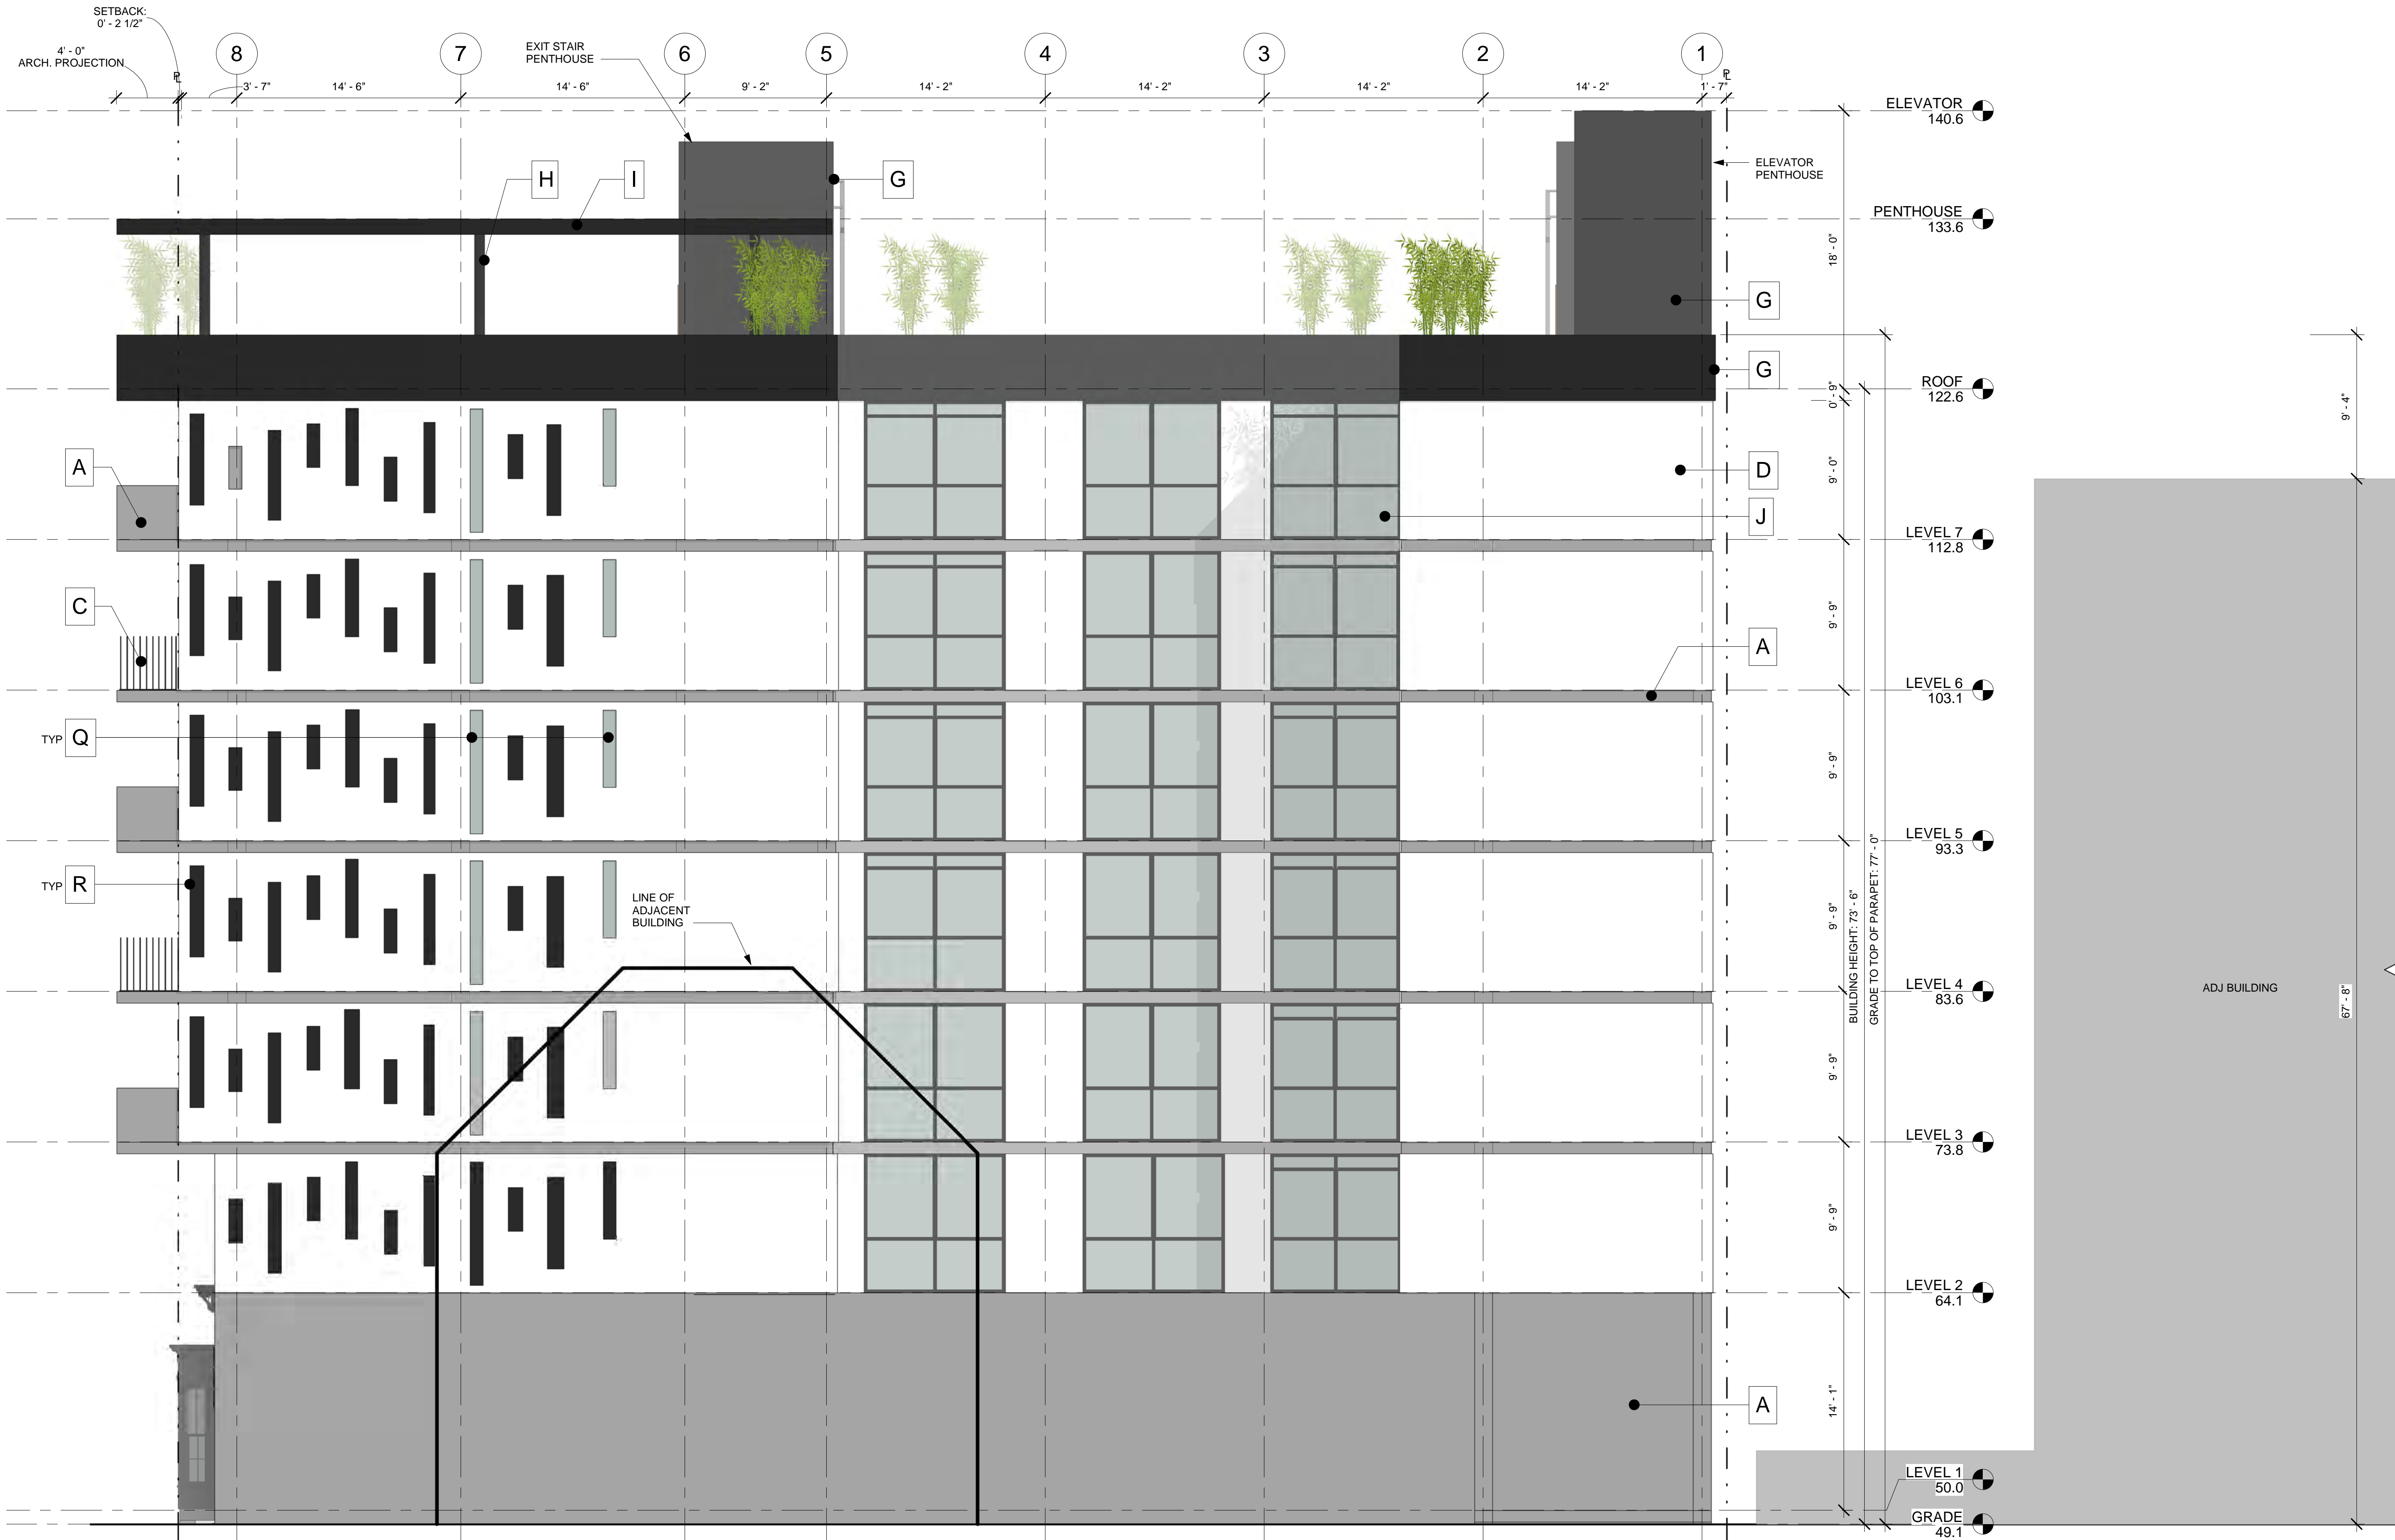 SETBACK:
0' - 2 1/2"
4' - 0"
ARCH. PROJECTION
PL
8
7
6
5
4
3
2
1
PL
EXIT STAIR
PENTHOUSE
3' - 7"
14' - 6"
14' - 6"
9' - 2"
14' - 2"
14' - 2"
14' - 2"
14' - 2"
1' - 7"
ELEVATOR
140.6
H
I
G
ELEVATOR
PENTHOUSE
PENTHOUSE
133.6
18' - 0"
G
G
ROOF
122.6
0' - 9"
9' - 4"
A
D
9' - 0"
J
LEVEL 7
112.8
C
9' - 9"
A
LEVEL 6
103.1
TYP Q
9' - 9"
LEVEL 5
93.3
TYP R
LINE OF
ADJACENT
BUILDING
9' - 9"
BUILDING HEIGHT: 73' - 6"
GRADE TO TOP OF PARAPET: 77' - 0"
LEVEL 4
83.6
ADJ BUILDING
67' - 8"
9' - 9"
LEVEL 3
73.8
9' - 9"
LEVEL 2
64.1
A
14' - 1"
LEVEL 1
50.0
GRADE
49.1